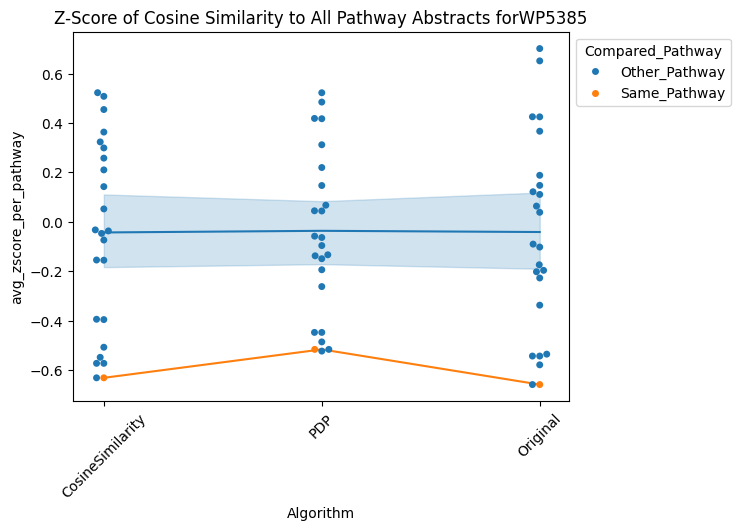 Z-Score of Cosine Similarity to All Pathway Abstracts forWP5385
Compared_Pathway
Other_Pathway
Same_Pathway
avg_zscore_per_pathway
0.6
0.4
0.2
0.0
−0.2
−0.4
−0.6
CosineSimilarity
PDP
Original
Algorithm